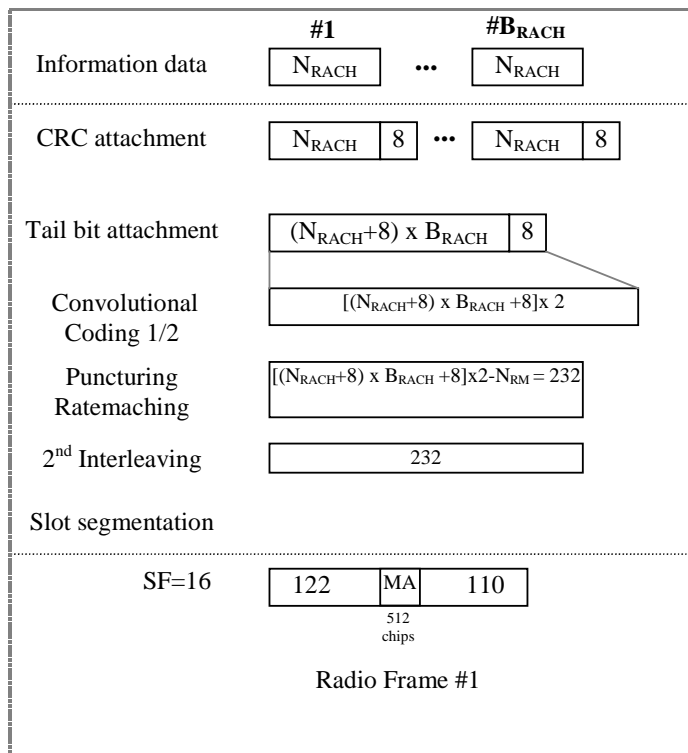 #1 #B_RACH
Information data N_RACH ••• N_RACH
CRC attachment N_RACH 8 ••• N_RACH 8
Tail bit attachment (N_RACH+8) x B_RACH 8
Convolutional
Coding 1/2
[(N_RACH+8) x B_RACH +8]x 2
Puncturing
Ratemaching
[(N_RACH+8) x B_RACH +8]x2-N_RM = 232
2nd Interleaving 232
Slot segmentation
SF=16 122 MA 110
512
chips
Radio Frame #1